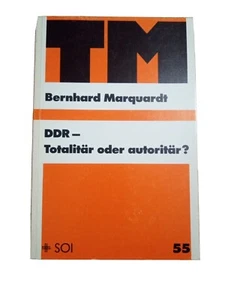 TM
Bernhard Marquardt
DDR –
Totalitär oder autoritär?
SOI
55